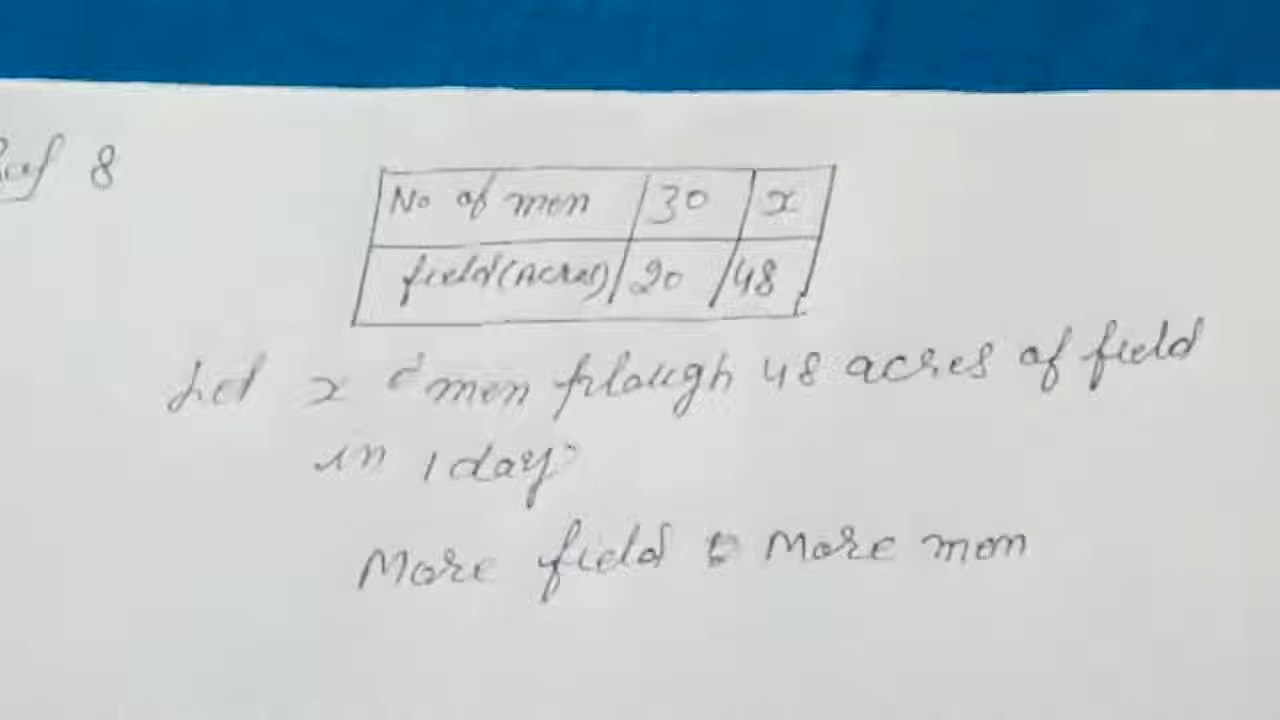 8
No of men 30 x
field(Acres) 20 48
Let x men plough 48 acres of field
in 1 day
More field More men